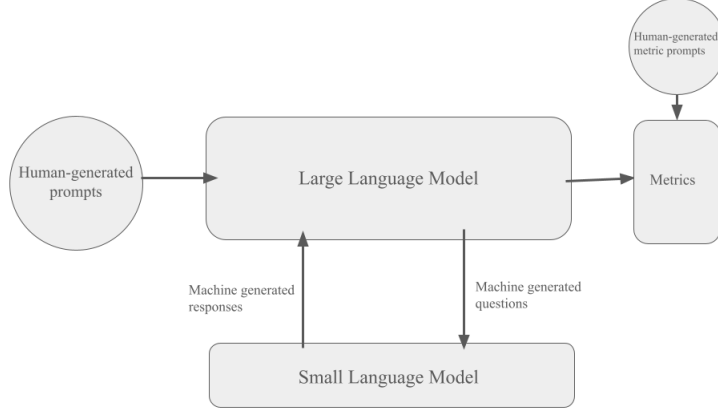 Human-generated
metric prompts
Human-generated
prompts
Large Language Model
Metrics
Machine generated
responses
Machine generated
questions
Small Language Model